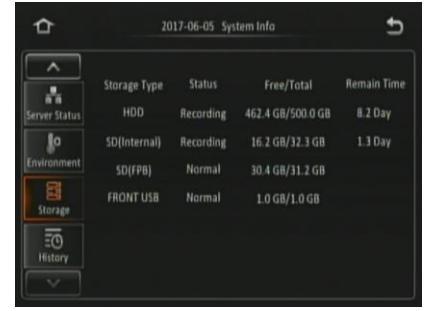 2017-06-05 System Info
Storage Type Status Free/Total Remain Time
HDD Recording 462.4 GB/500.0 GB 8.2 Day
SD(Internal) Recording 16.2 GB/32.3 GB 1.3 Day
SD(FPB) Normal 30.4 GB/31.2 GB
FRONT USB Normal 1.0 GB/1.0 GB
Server Status
Environment
Storage
History